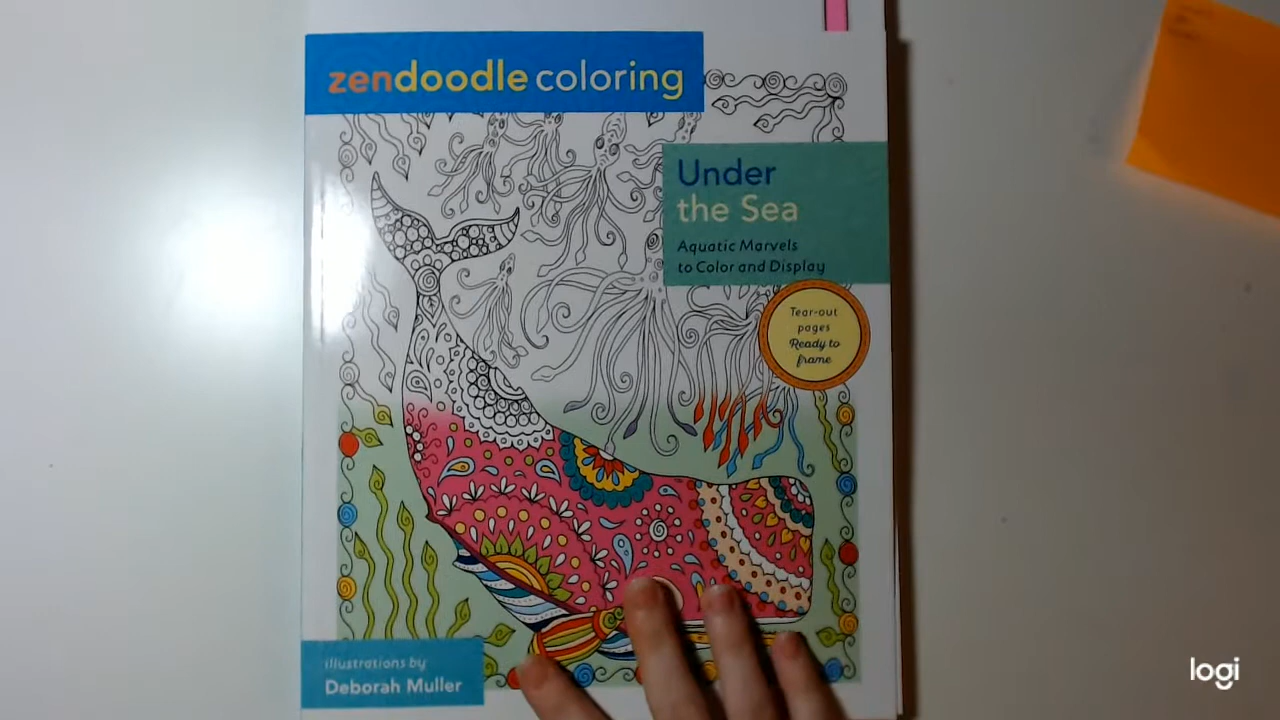 zendoodle coloring
Under
the Sea
Aquatic Marvels
to Color and Display
Tear-out
pages
Ready to
frame
illustrations by
Deborah Muller
logi